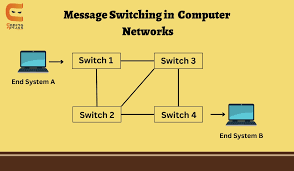 Message Switching in Computer
Networks
Switch 1
Switch 3
End System A
Switch 2
Switch 4
End System B